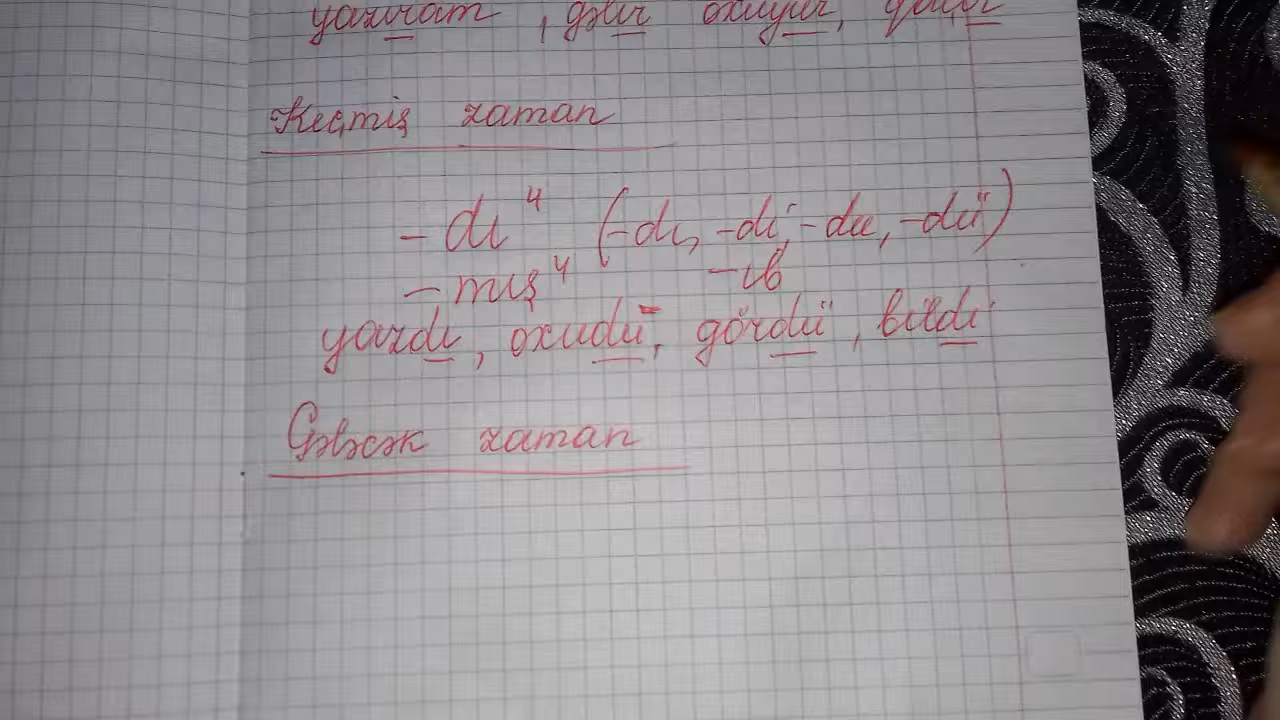 yazıram, gəlir oxuyur,
Keçmiş zaman
-dı⁴ (-dı, -di, -du, -dü)
-mış⁴ -ıb
yazdı, oxudu, gördü, bildi
Gələcək zaman